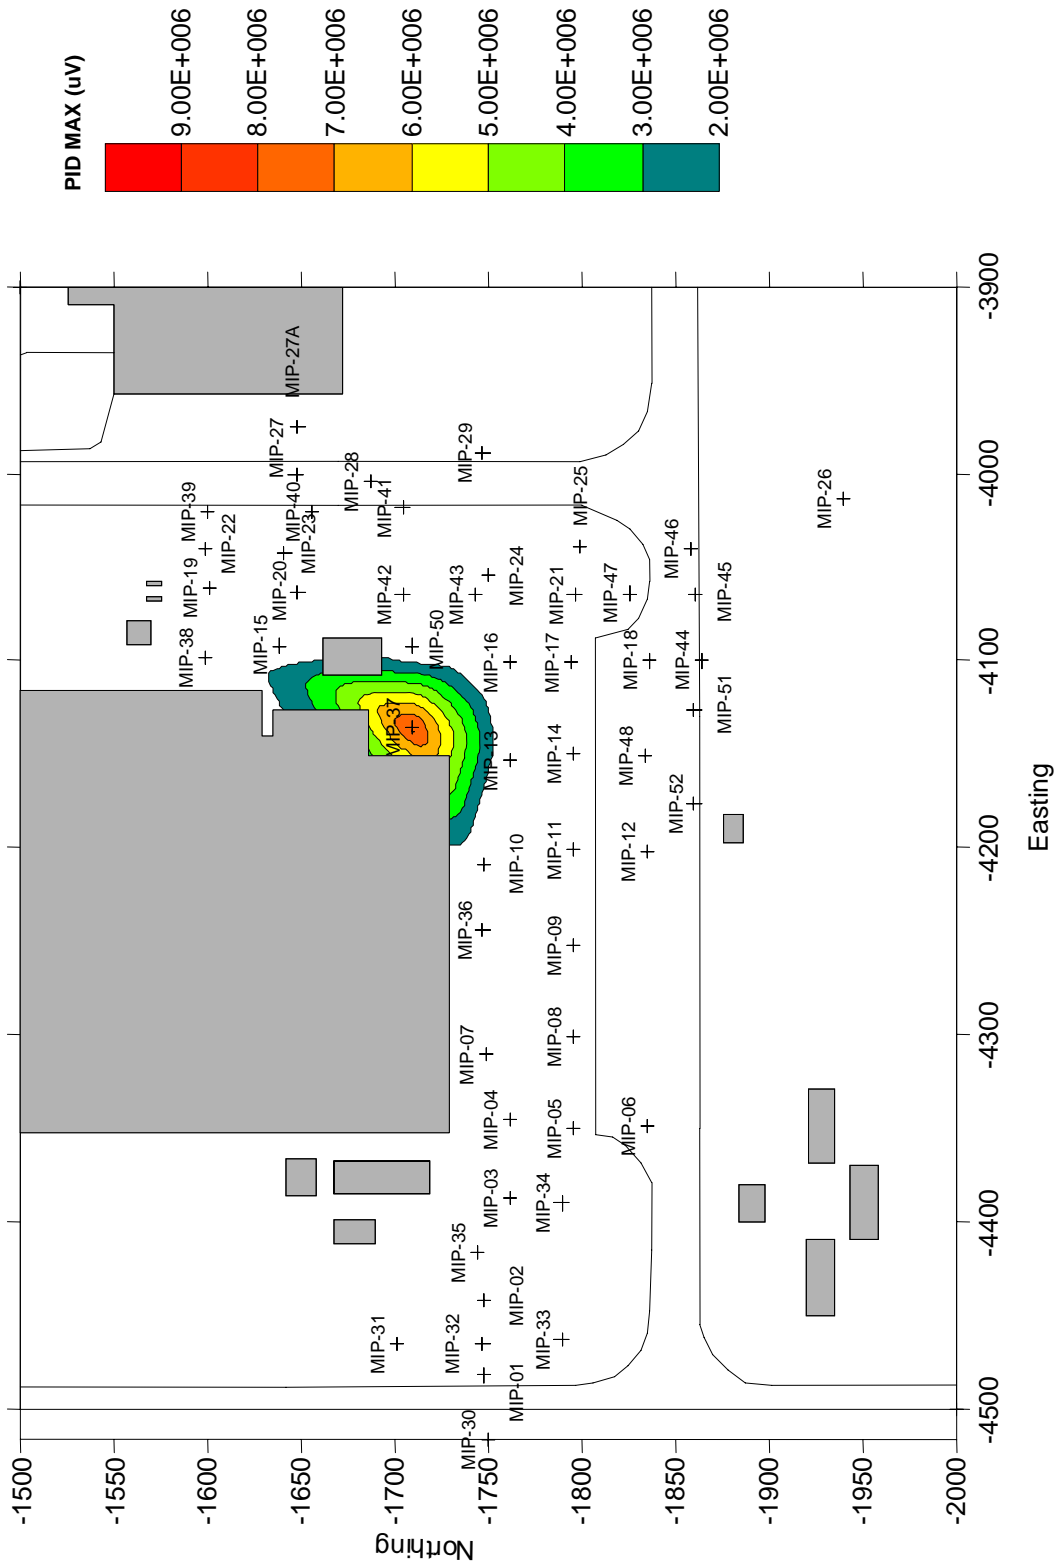 PID MAX (uV)
9.00E+006
8.00E+006
7.00E+006
6.00E+006
5.00E+006
4.00E+006
3.00E+006
2.00E+006
Northing
-1500
-1550
-1600
-1650
-1700
-1750
-1800
-1850
-1900
-1950
-2000
Easting
-4500
-4400
-4300
-4200
-4100
-4000
-3900
MIP-30
MIP-01
MIP-31
MIP-32
MIP-33
MIP-02
MIP-35
MIP-03
MIP-34
MIP-04
MIP-05
MIP-06
MIP-07
MIP-08
MIP-36
MIP-09
MIP-10
MIP-11
MIP-12
MIP-13
MIP-14
MIP-48
MIP-52
MIP-37
MIP-51
MIP-38
MIP-15
MIP-50
MIP-16
MIP-17
MIP-18
MIP-44
MIP-19
MIP-20
MIP-42
MIP-43
MIP-21
MIP-47
MIP-45
MIP-22
MIP-23
MIP-24
MIP-46
MIP-39
MIP-40
MIP-41
MIP-25
MIP-26
MIP-28
MIP-27
MIP-29
MIP-27A